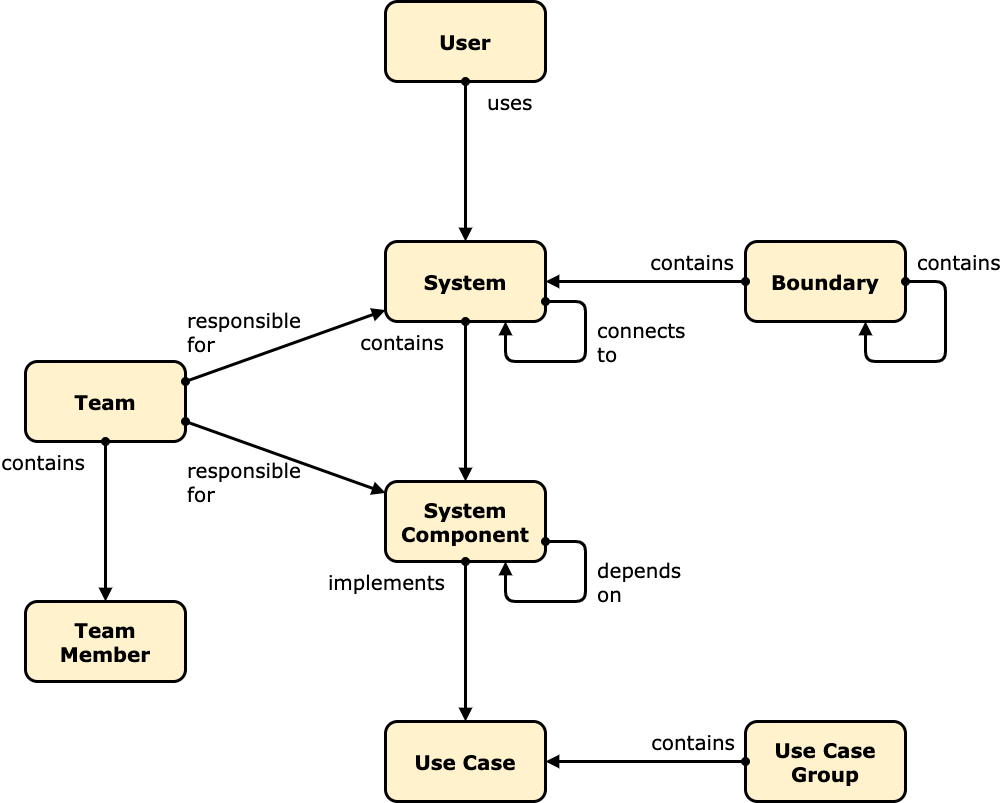 User
uses
System
contains
Boundary
contains
responsible
for
contains
connects
to
Team
contains
responsible
for
System
Component
implements
depends
on
Team
Member
Use Case
contains
Use Case
Group